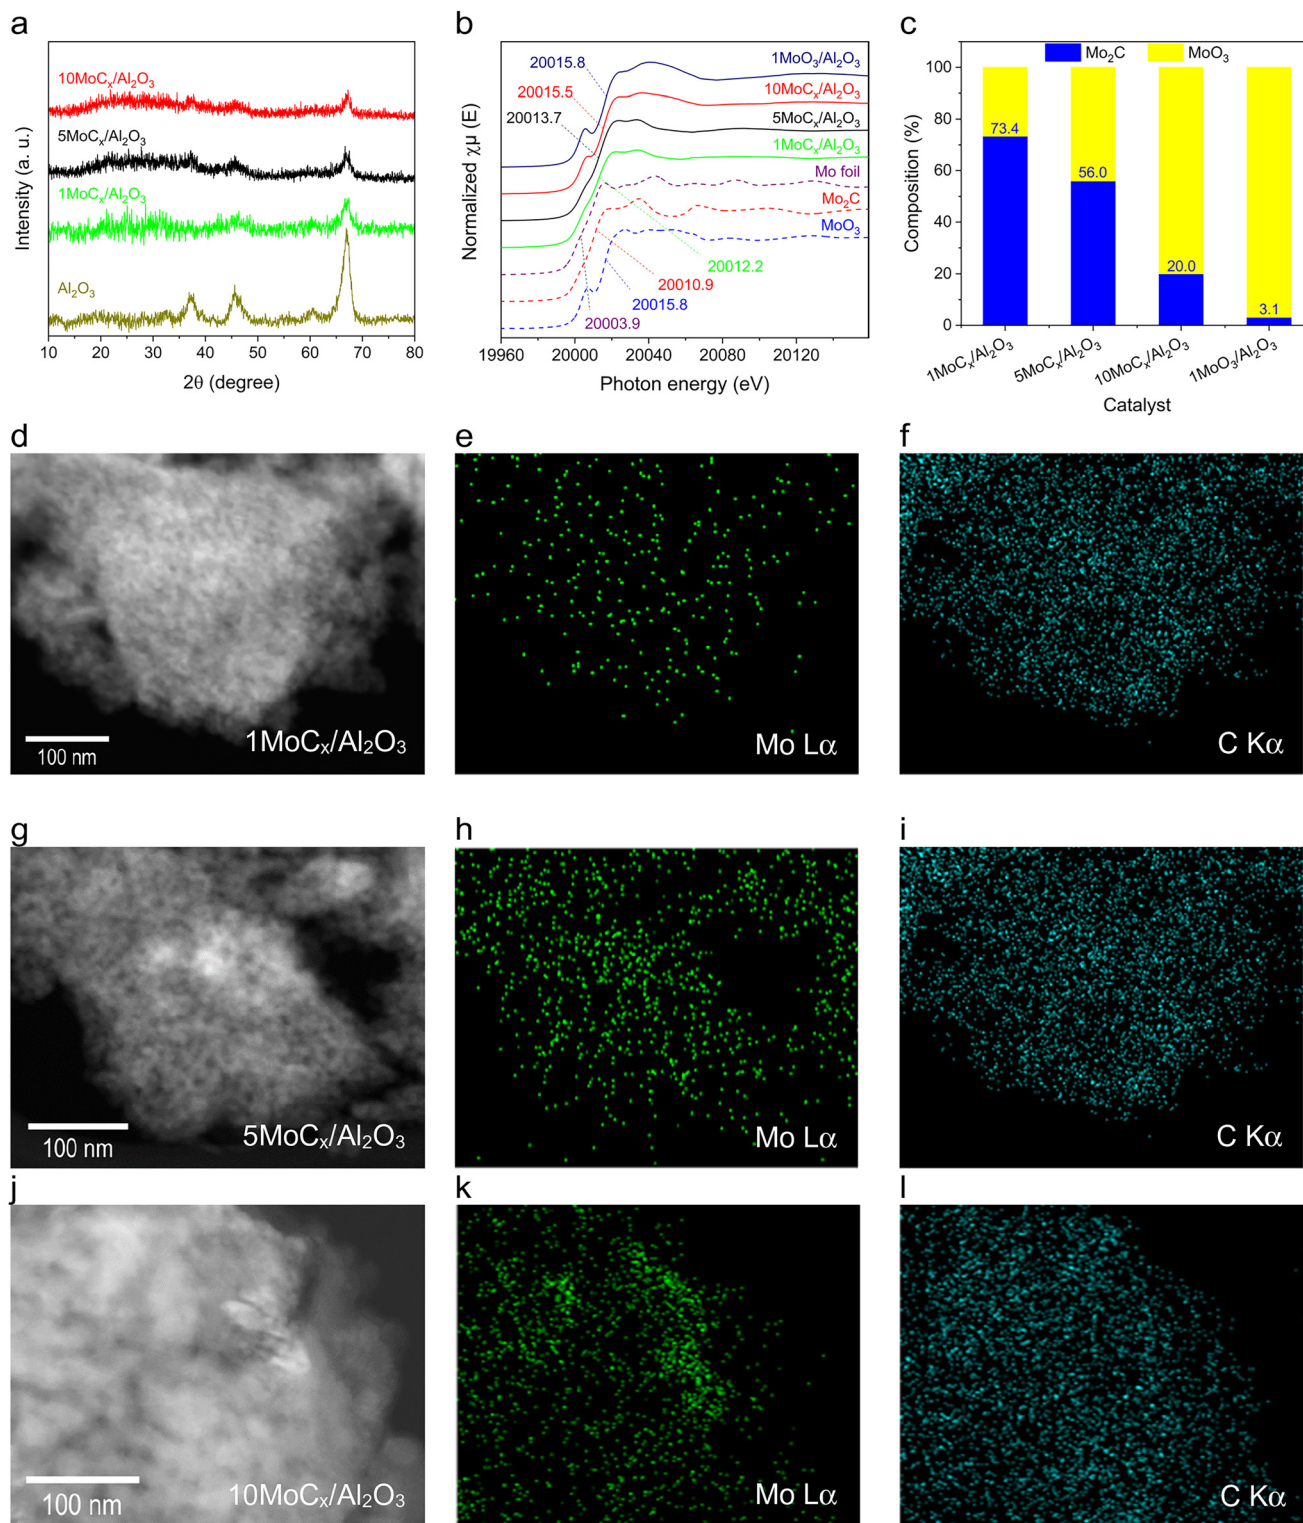 a
10MoCₓ/Al₂O₃
5MoCₓ/Al₂O₃
1MoCₓ/Al₂O₃
Al₂O₃
Intensity (a. u.)
10 20 30 40 50 60 70 80
2θ (degree)
b
20015.8
20015.5
20013.7
1MoO₃/Al₂O₃
10MoCₓ/Al₂O₃
5MoCₓ/Al₂O₃
1MoCₓ/Al₂O₃
Mo foil
Mo₂C
MoO₃
20012.2
20010.9
20015.8
20003.9
Normalized χμ (E)
19960 20000 20040 20080 20120
Photon energy (eV)
c
Mo₂C MoO₃
100
80
60
40
20
0
73.4
56.0
20.0
3.1
Composition (%)
1MoCₓ/Al₂O₃
5MoCₓ/Al₂O₃
10MoCₓ/Al₂O₃
1MoO₃/Al₂O₃
Catalyst
d
100 nm
1MoCₓ/Al₂O₃
e
Mo Lα
f
C Kα
g
100 nm
5MoCₓ/Al₂O₃
h
Mo Lα
i
C Kα
j
100 nm
10MoCₓ/Al₂O₃
k
Mo Lα
l
C Kα